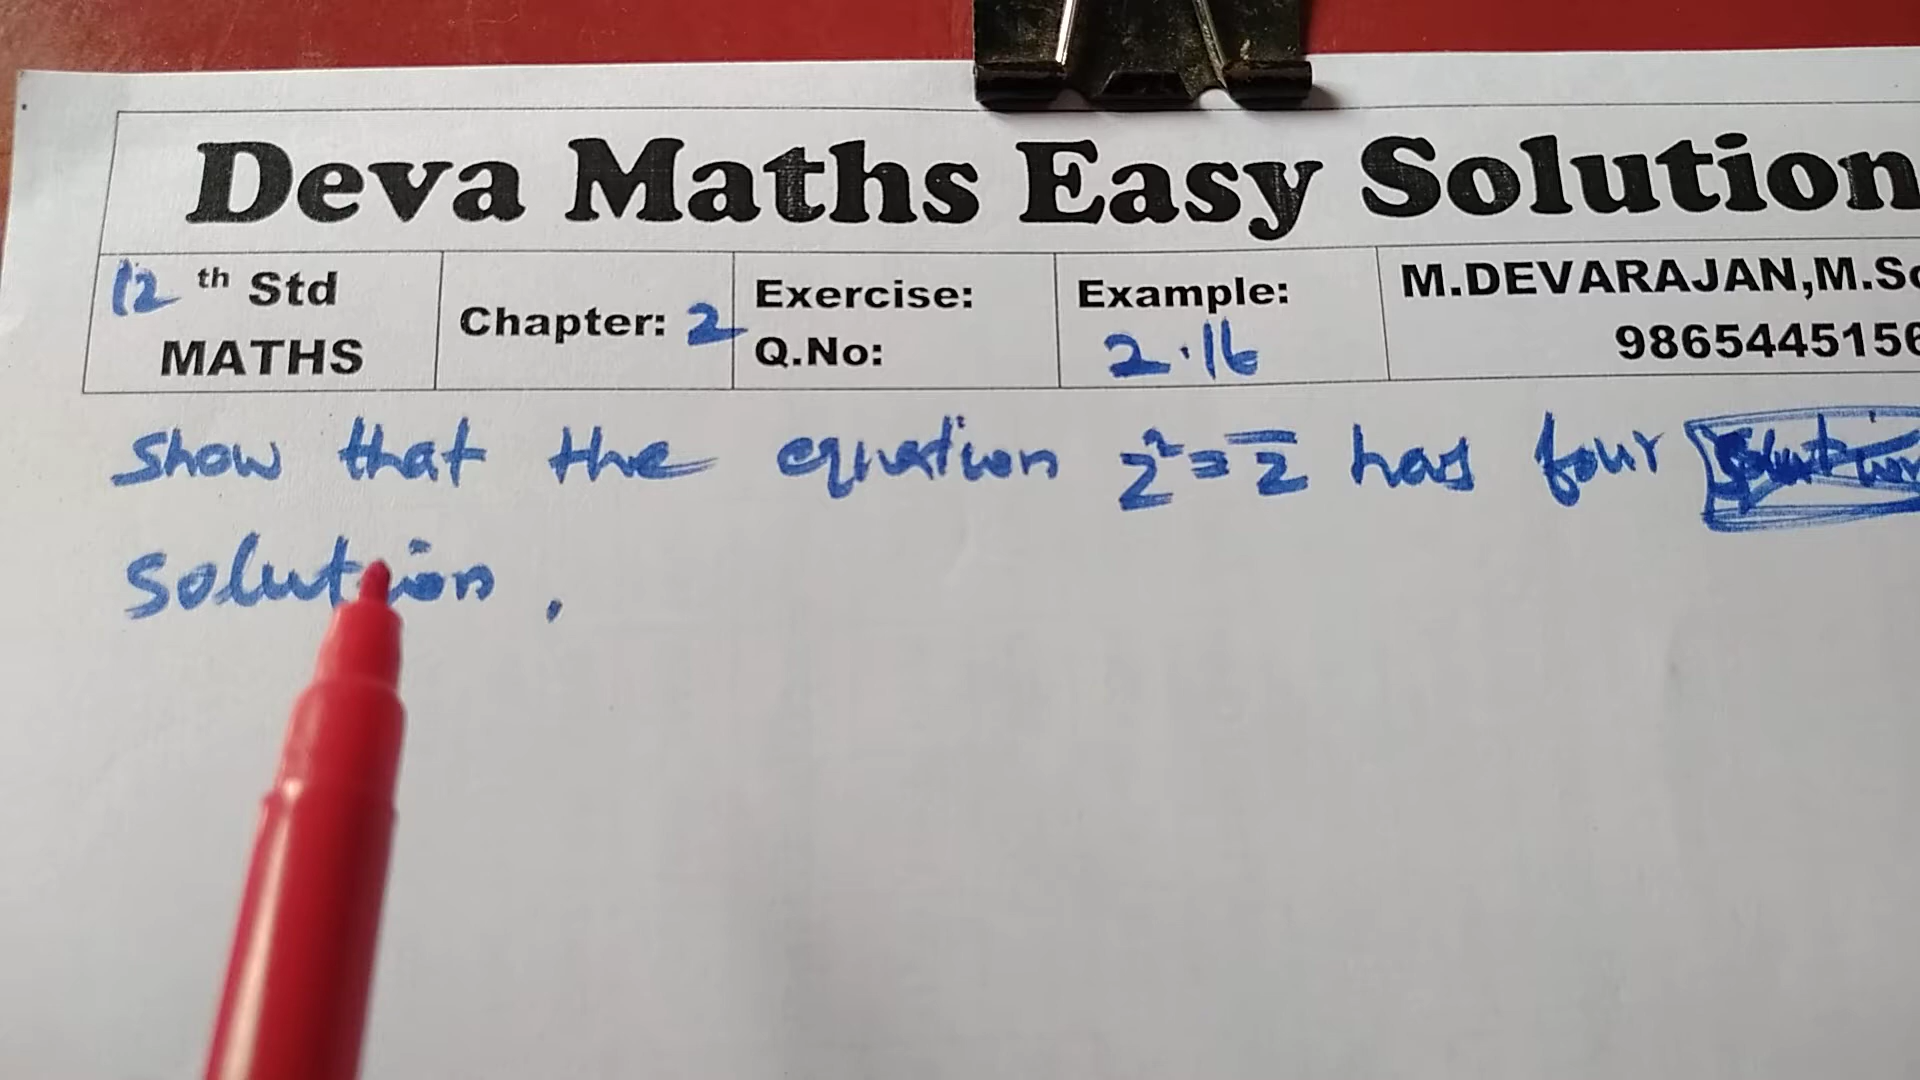 Deva Maths Easy Solution
12 th Std MATHS
Chapter: 2
Exercise:
Q.No:
Example: 2.16
M.DEVARAJAN,M.Sc
9865445156
Show that the equation z² = z̅ has four
solution.